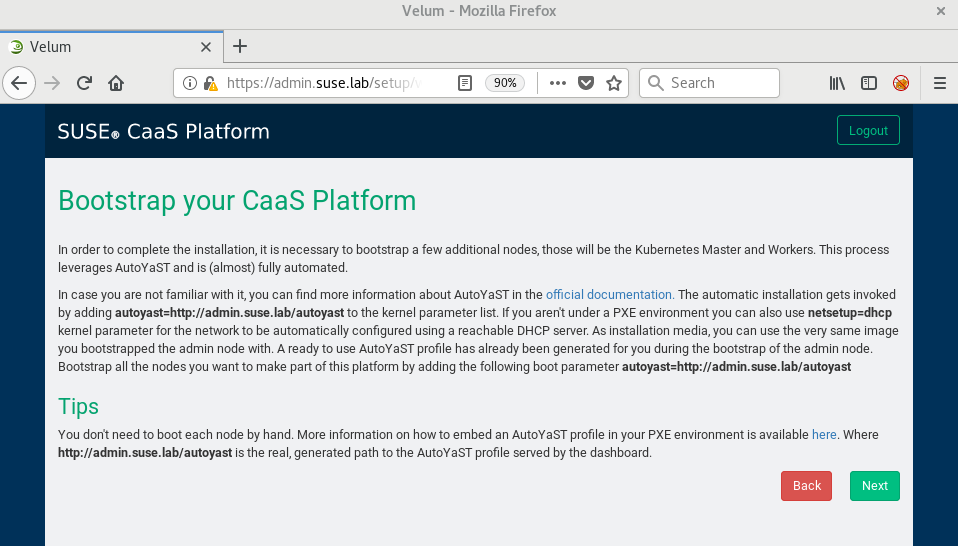 Velum - Mozilla Firefox
Velum
https://admin.suse.lab/setup/
90%
Search
SUSE® CaaS Platform
Logout
Bootstrap your CaaS Platform
In order to complete the installation, it is necessary to bootstrap a few additional nodes, those will be the Kubernetes Master and Workers. This process
leverages AutoYaST and is (almost) fully automated.
In case you are not familiar with it, you can find more information about AutoYaST in the official documentation. The automatic installation gets invoked
by adding autoyast=http://admin.suse.lab/autoyast to the kernel parameter list. If you aren't under a PXE environment you can also use netsetup=dhcp
kernel parameter for the network to be automatically configured using a reachable DHCP server. As installation media, you can use the very same image
you bootstrapped the admin node with. A ready to use AutoYaST profile has already been generated for you during the bootstrap of the admin node.
Bootstrap all the nodes you want to make part of this platform by adding the following boot parameter autoyast=http://admin.suse.lab/autoyast
Tips
You don't need to boot each node by hand. More information on how to embed an AutoYaST profile in your PXE environment is available here. Where
http://admin.suse.lab/autoyast is the real, generated path to the AutoYaST profile served by the dashboard.
Back
Next